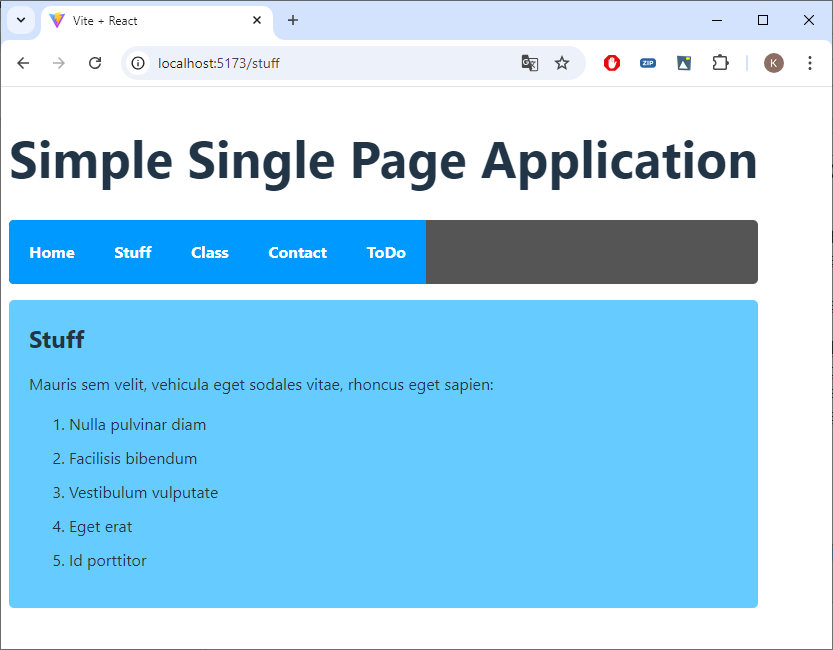 Vite + React
localhost:5173/stuff
ZIP
K
Simple Single Page Application
Home Stuff Class Contact ToDo
Stuff
Mauris sem velit, vehicula eget sodales vitae, rhoncus eget sapien:
1. Nulla pulvinar diam
2. Facilisis bibendum
3. Vestibulum vulputate
4. Eget erat
5. Id porttitor